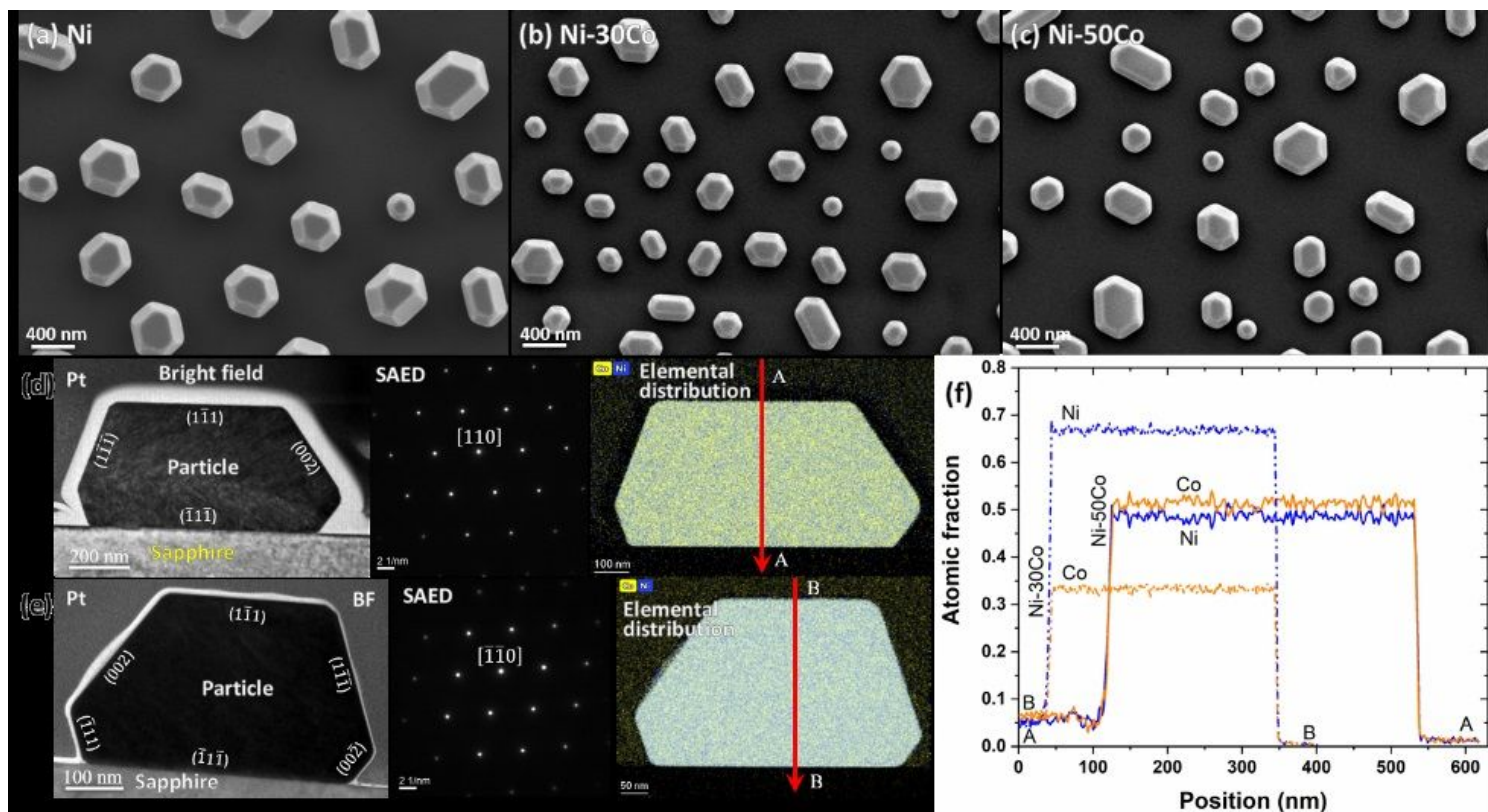 (a) Ni
(b) Ni-30Co
(c) Ni-50Co
400 nm
400 nm
400 nm
(d)
Pt
Bright field
(11̄1)
(11̄1̄)
(002)
Particle
(1̄11̄)
200 nm
Sapphire
SAED
[110]
2 1/nm
Co Ni
Elemental
distribution
A
A
100 nm
(e)
Pt
BF
(11̄1)
(002)
(11̄1̄)
Particle
(1̄11)
(1̄11̄)
(002̄)
100 nm
Sapphire
SAED
[1̄1̄0]
2 1/nm
Co Ni
Elemental
distribution
B
B
50 nm
(f)
Atomic fraction
0.8
0.7
0.6
0.5
0.4
0.3
0.2
0.1
0.0
Ni
Co
Ni
Co
Ni-30Co
Ni-50Co
B
A
B
A
0 100 200 300 400 500 600
Position (nm)